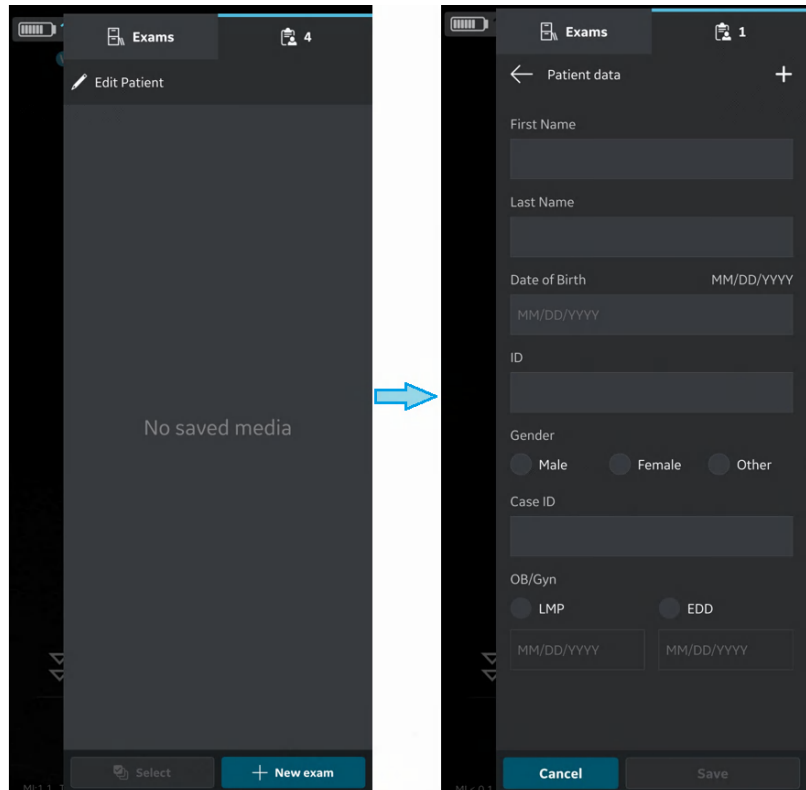 Exams
4
Edit Patient
No saved media
Select
New exam
Exams
1
Patient data
First Name
Last Name
Date of Birth MM/DD/YYYY
MM/DD/YYYY
ID
Gender
Male Female Other
Case ID
OB/Gyn
LMP EDD
MM/DD/YYYY MM/DD/YYYY
Cancel Save